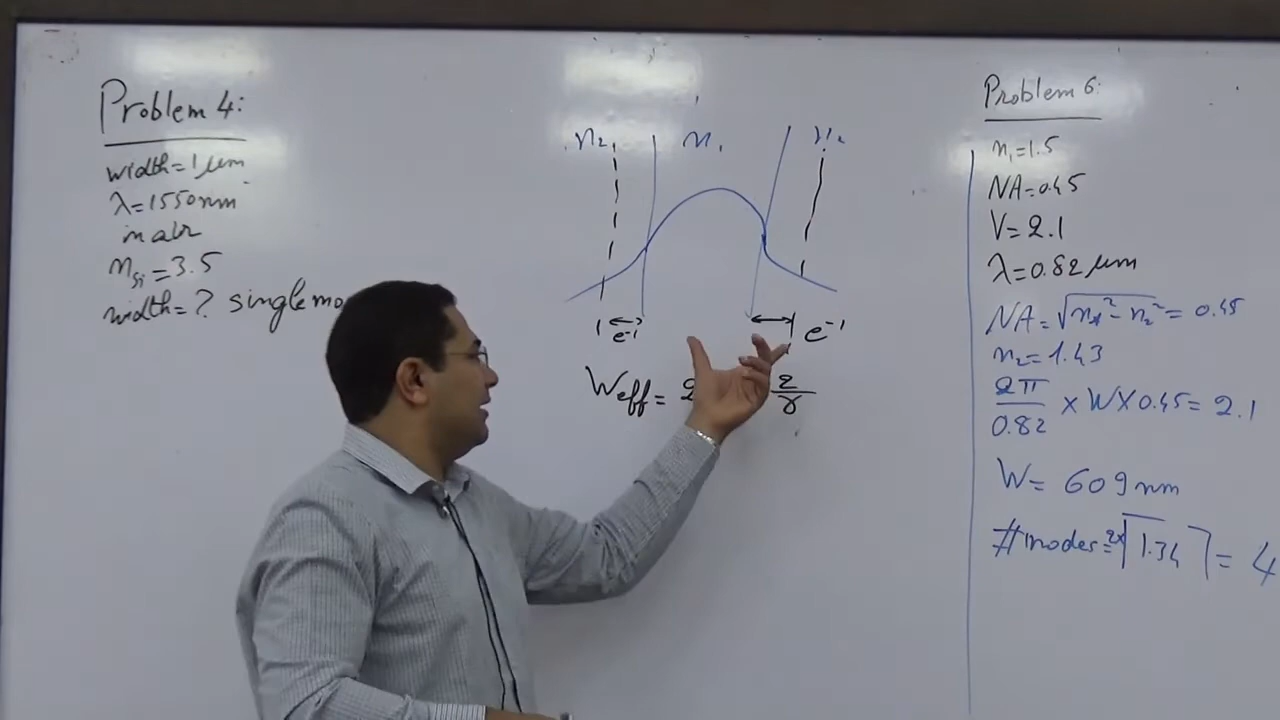 Problem 4:
width = 1 μm
λ = 1550 nm
in air
n_Si = 3.5
width = ? single mo
n₂ n₁ n₂
e⁻¹ e⁻¹
W_eff = 2 2/γ
Problem 6:
n₁ = 1.5
NA = 0.45
V = 2.1
λ = 0.82 μm
NA = √(n₁² - n₂²) = 0.45
n₂ = 1.43
2π/0.82 × W × 0.45 = 2.1
W = 609 nm
# modes = 2×⌈1.34⌉ = 4